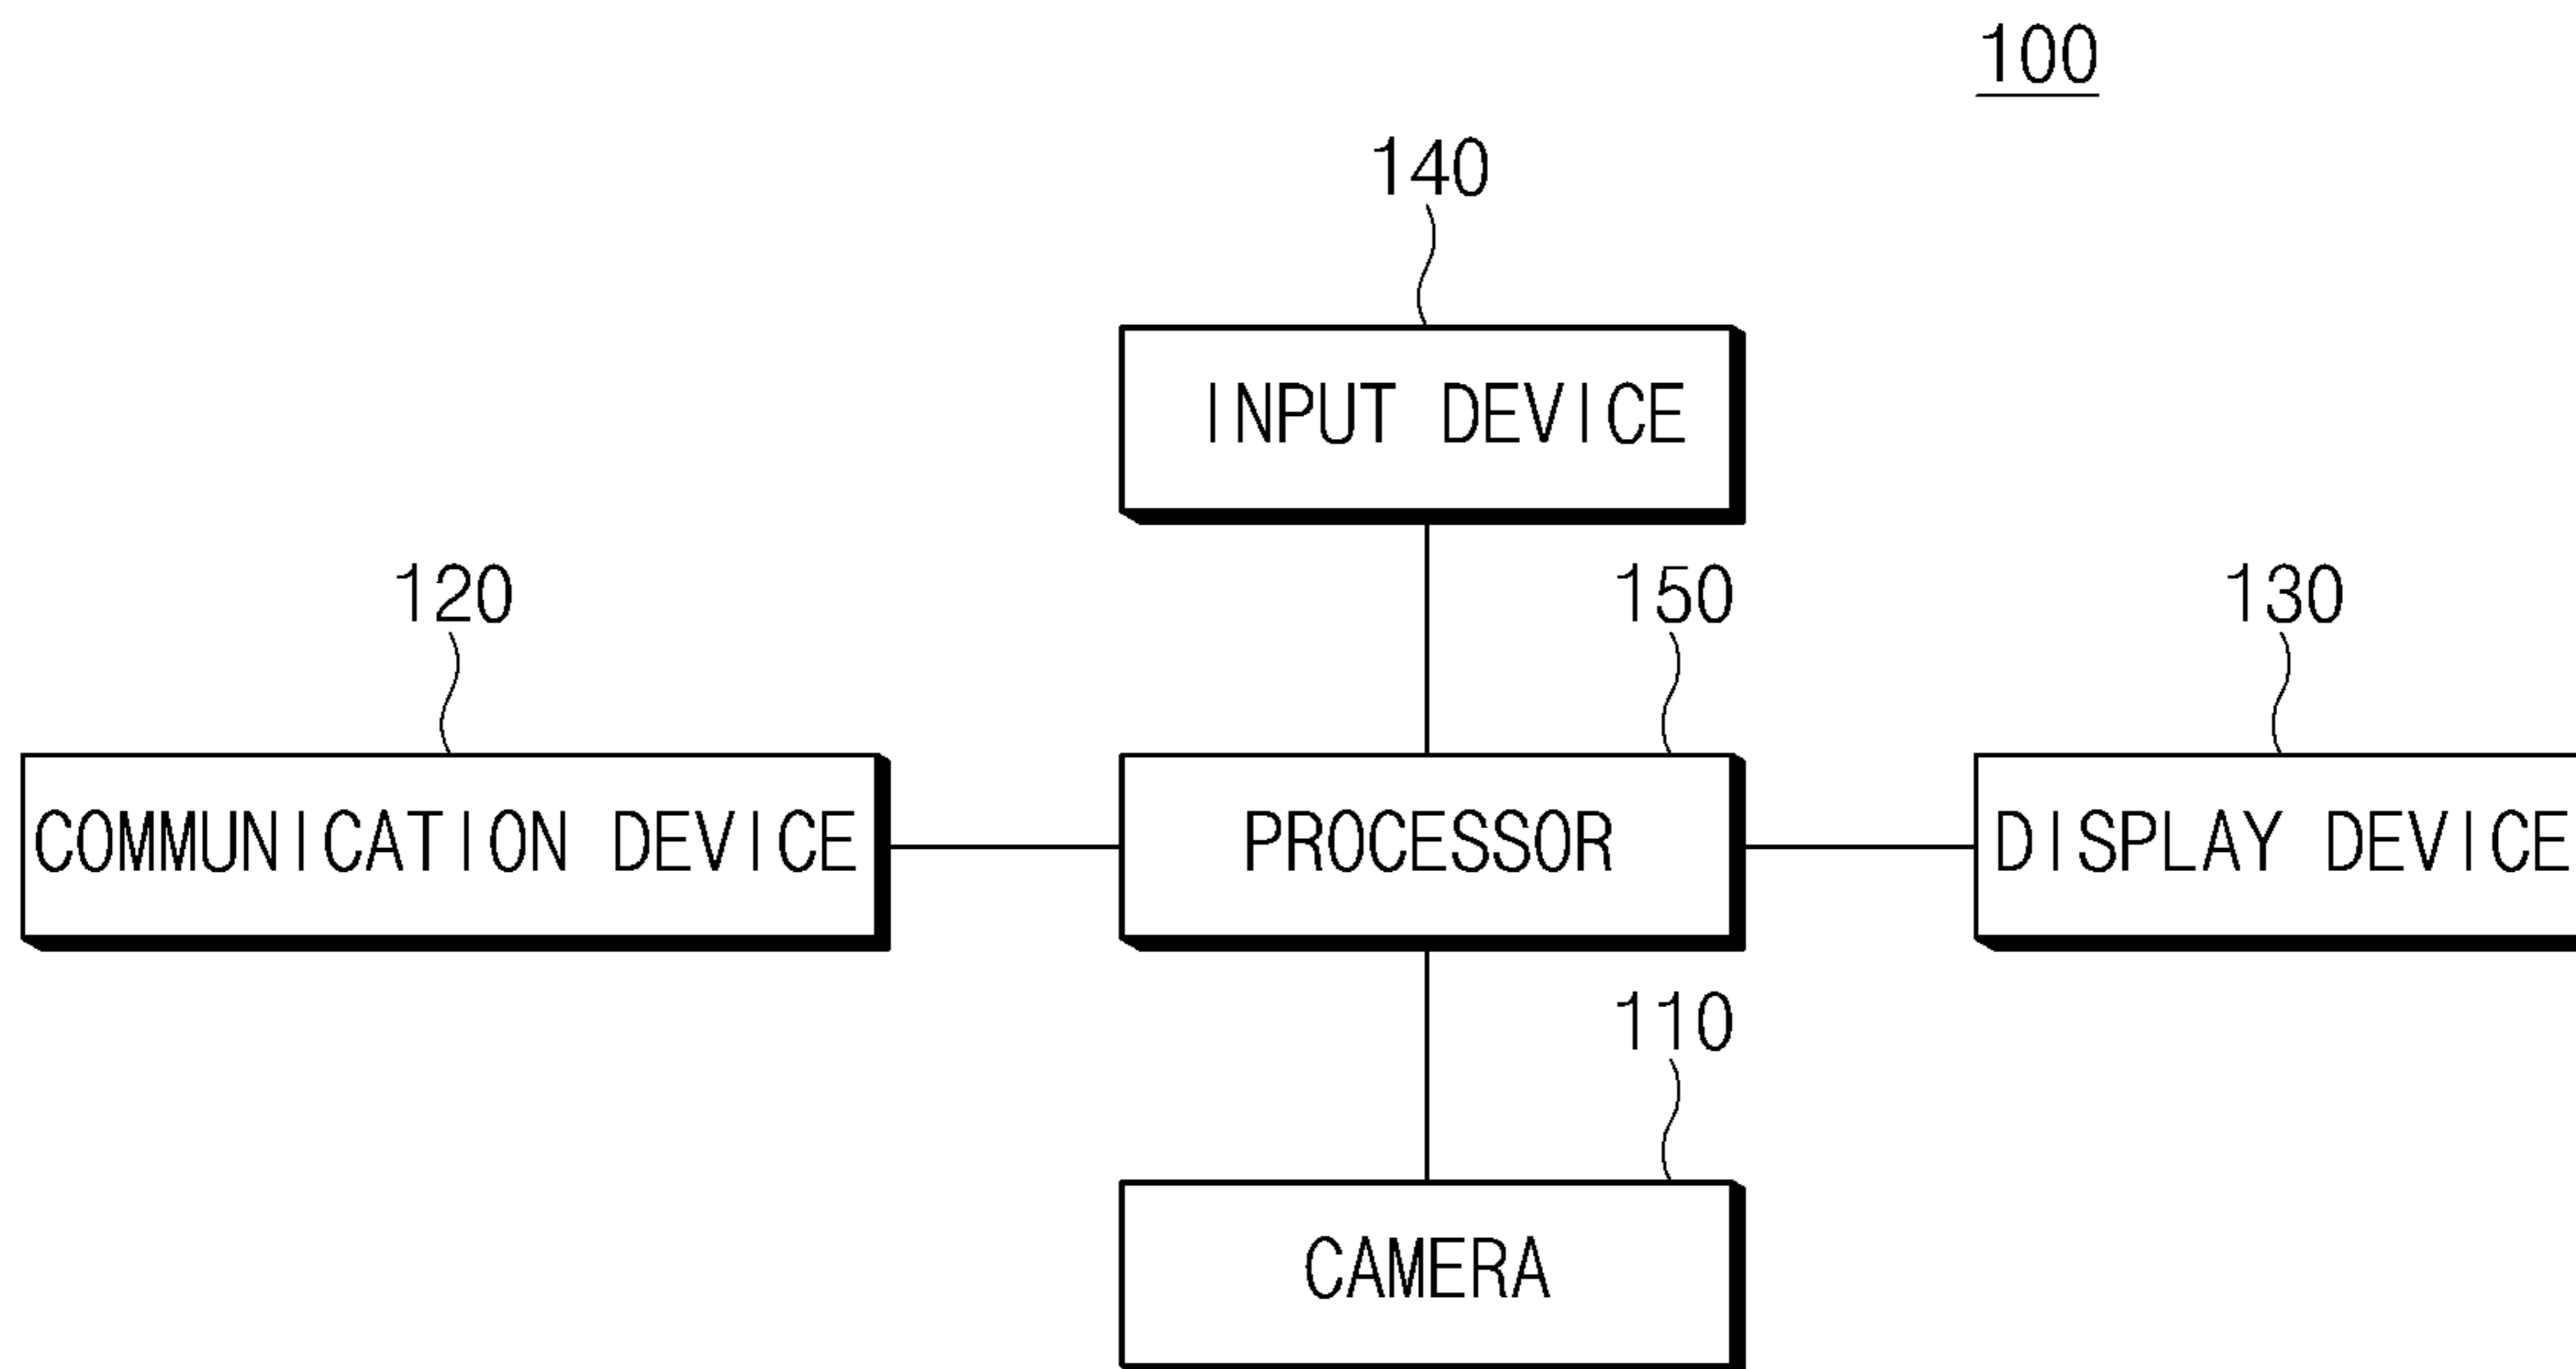 100
140
INPUT DEVICE
120
150
130
COMMUNICATION DEVICE
PROCESSOR
DISPLAY DEVICE
110
CAMERA